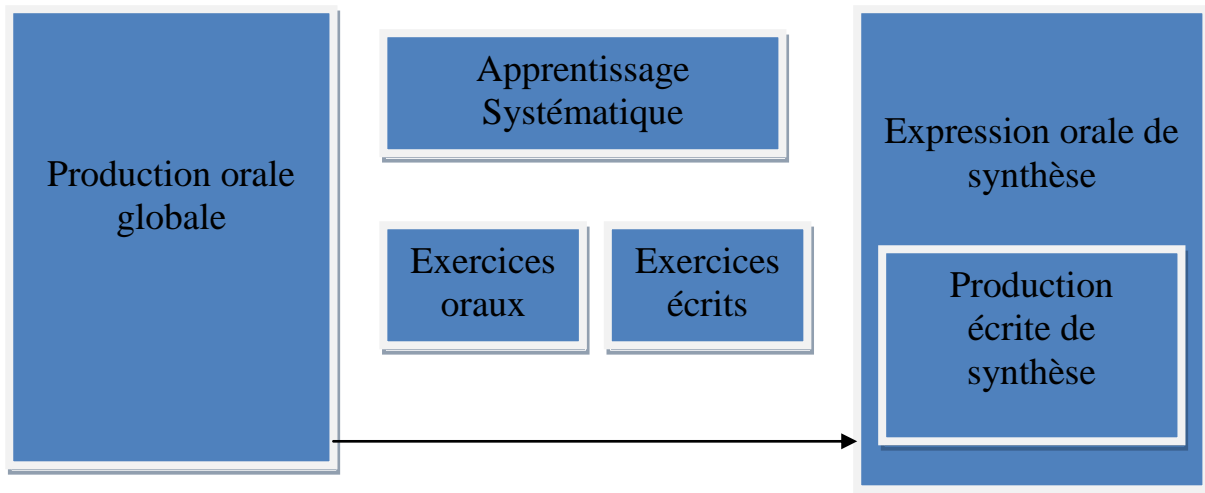 Production orale
globale
Apprentissage
Systématique
Exercices
oraux
Exercices
écrits
Expression orale de
synthèse
Production
écrite de
synthèse